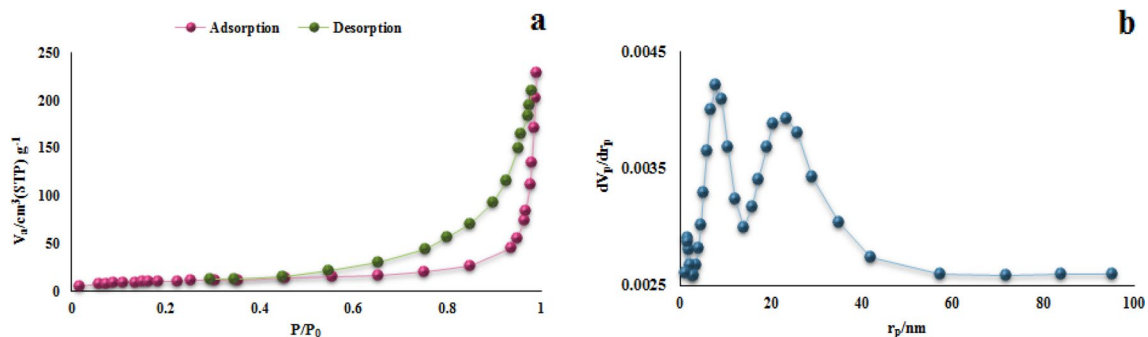 Adsorption Desorption
a
250
200
150
100
50
0
Vₐ/cm³(STP) g⁻¹
0 0.2 0.4 0.6 0.8 1
P/P₀
b
0.0045
0.0035
0.0025
dVₚ/drₚ
0 20 40 60 80 100
rₚ/nm